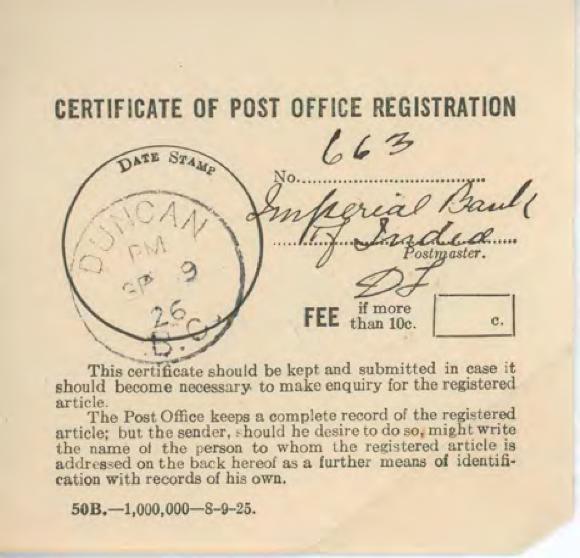 CERTIFICATE OF POST OFFICE REGISTRATION
DATE STAMP
DUNCAN
PM
SP 9
26
B.C.
No. 663
Imperial Bank
of India
Postmaster.
FEE if more
than 10c.
c.
This certificate should be kept and submitted in case it
should become necessary to make enquiry for the registered
article.
The Post Office keeps a complete record of the registered
article; but the sender, should he desire to do so, might write
the name of the person to whom the registered article is
addressed on the back hereof as a further means of identifi-
cation with records of his own.
50B.—1,000,000—8-9-25.